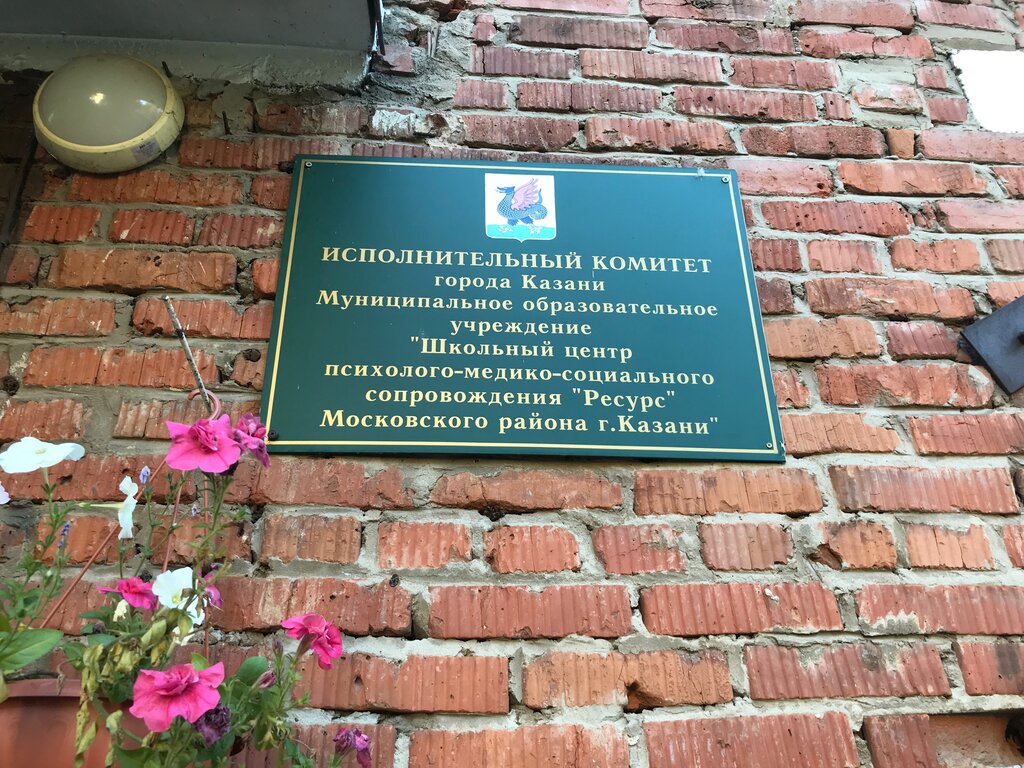 ИСПОЛНИТЕЛЬНЫЙ КОМИТЕТ
города Казани
Муниципальное образовательное
учреждение
"Школьный центр
психолого-медико-социального
сопровождения "Ресурс"
Московского района г.Казани"